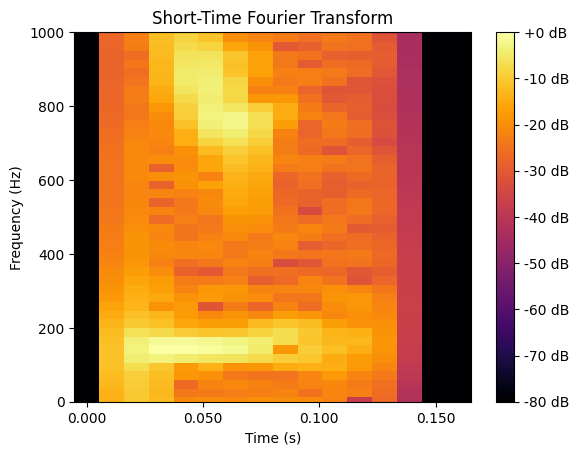 Short-Time Fourier Transform
Frequency (Hz)
1000
800
600
400
200
0
0.000
0.050
0.100
0.150
Time (s)
+0 dB
-10 dB
-20 dB
-30 dB
-40 dB
-50 dB
-60 dB
-70 dB
-80 dB